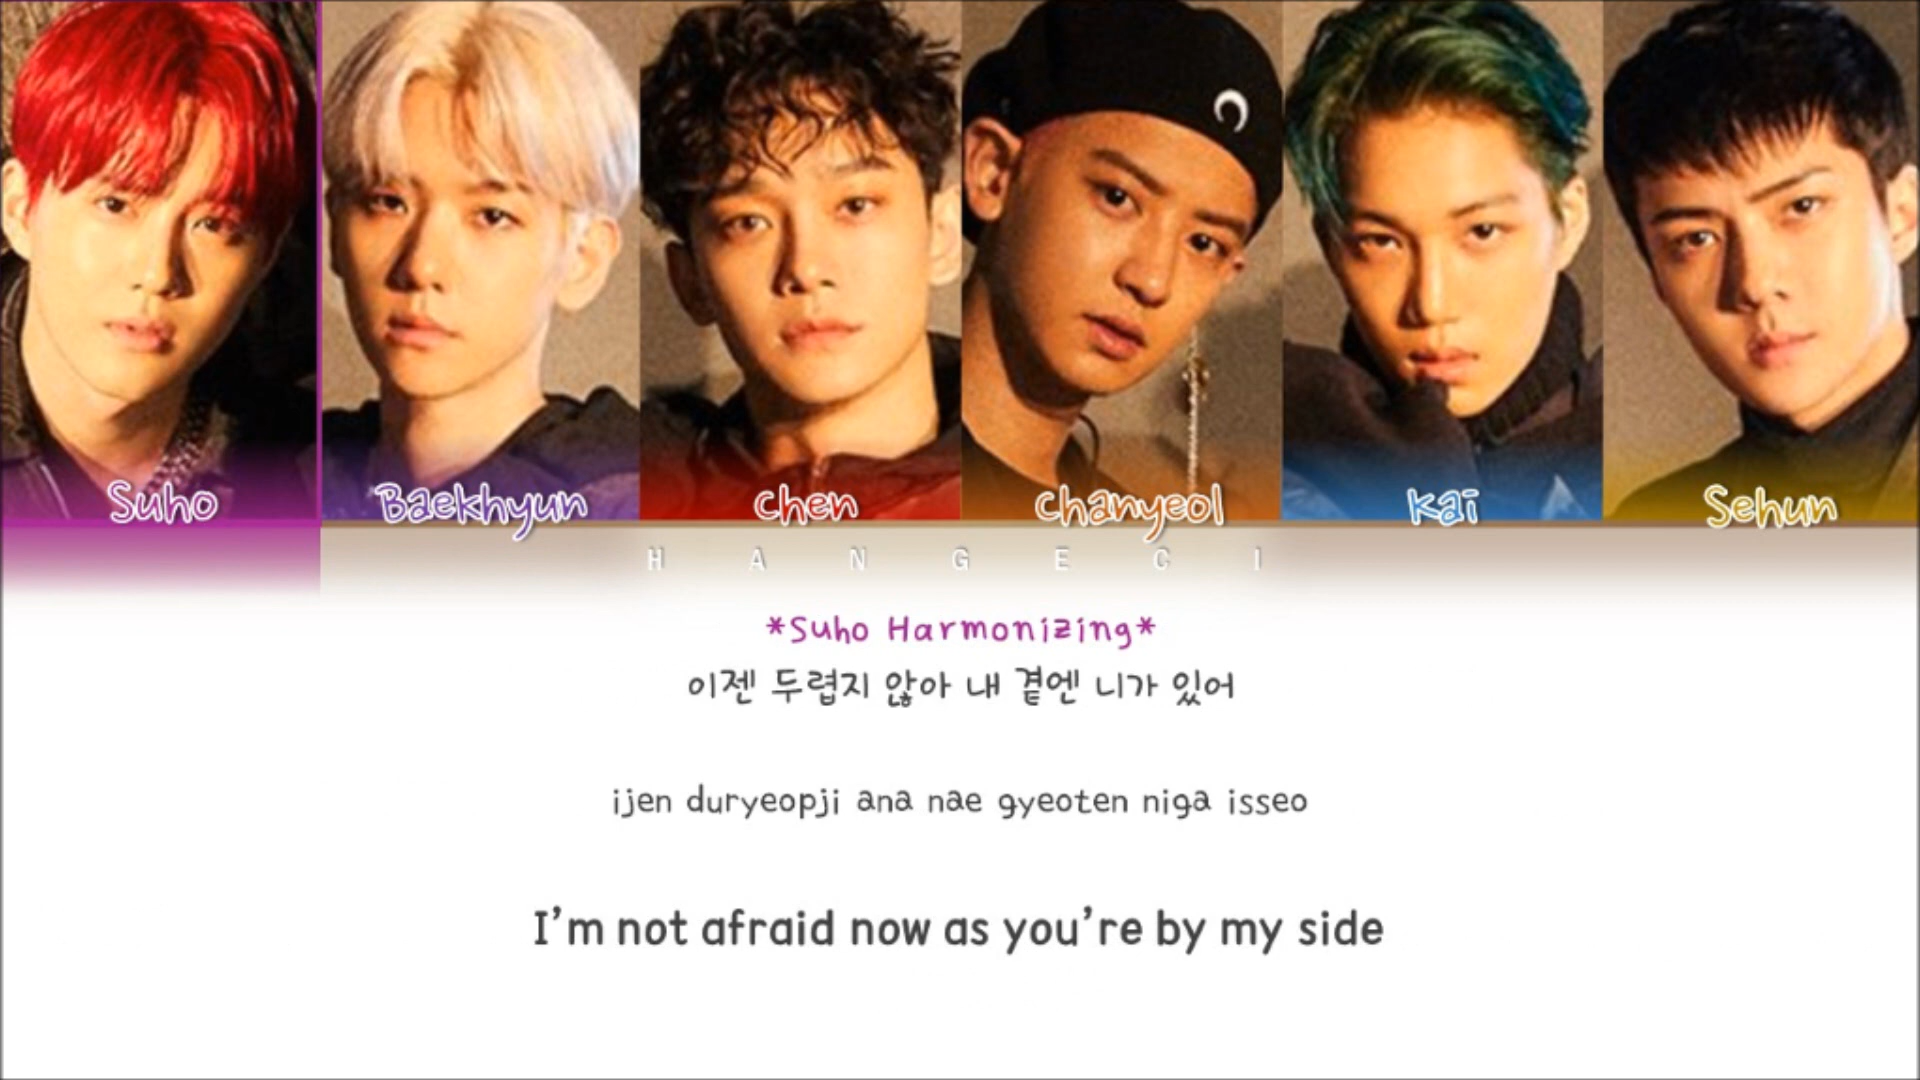 Suho Baekhyun chen chanyeol kai Sehun
H A N G E C I
*Suho Harmonizing*
이젠 두렵지 않아 내 곁엔 니가 있어
ijen duryeopji ana nae gyeoten niga isseo
I'm not afraid now as you're by my side